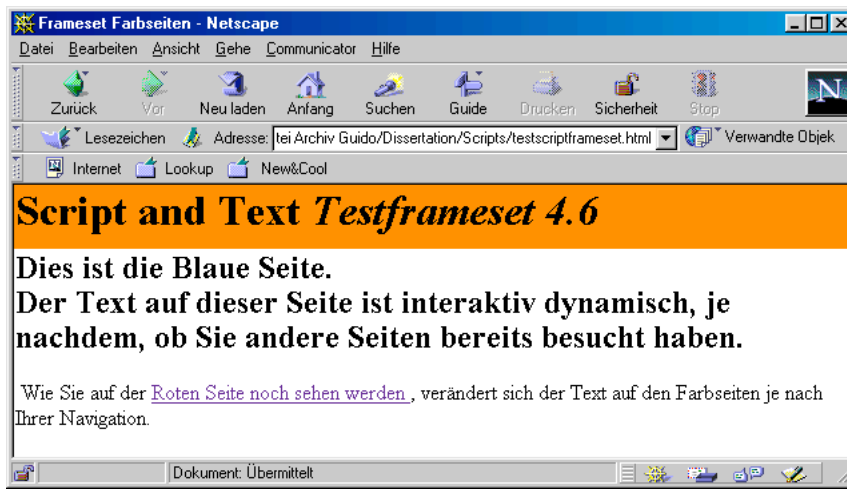 Frameset Farbseiten - Netscape
Datei Bearbeiten Ansicht Gehe Communicator Hilfe
Zurück Vor Neu laden Anfang Suchen Guide Drucken Sicherheit Stop N
Lesezeichen Adresse: tei Archiv Guido/Dissertation/Scripts/testscriptframeset.html Verwandte Objek
Internet Lookup New&Cool
Script and Text Testframeset 4.6
Dies ist die Blaue Seite.
Der Text auf dieser Seite ist interaktiv dynamisch, je
nachdem, ob Sie andere Seiten bereits besucht haben.
Wie Sie auf der Roten Seite noch sehen werden , verändert sich der Text auf den Farbseiten je nach
Ihrer Navigation.
Dokument: Übermittelt